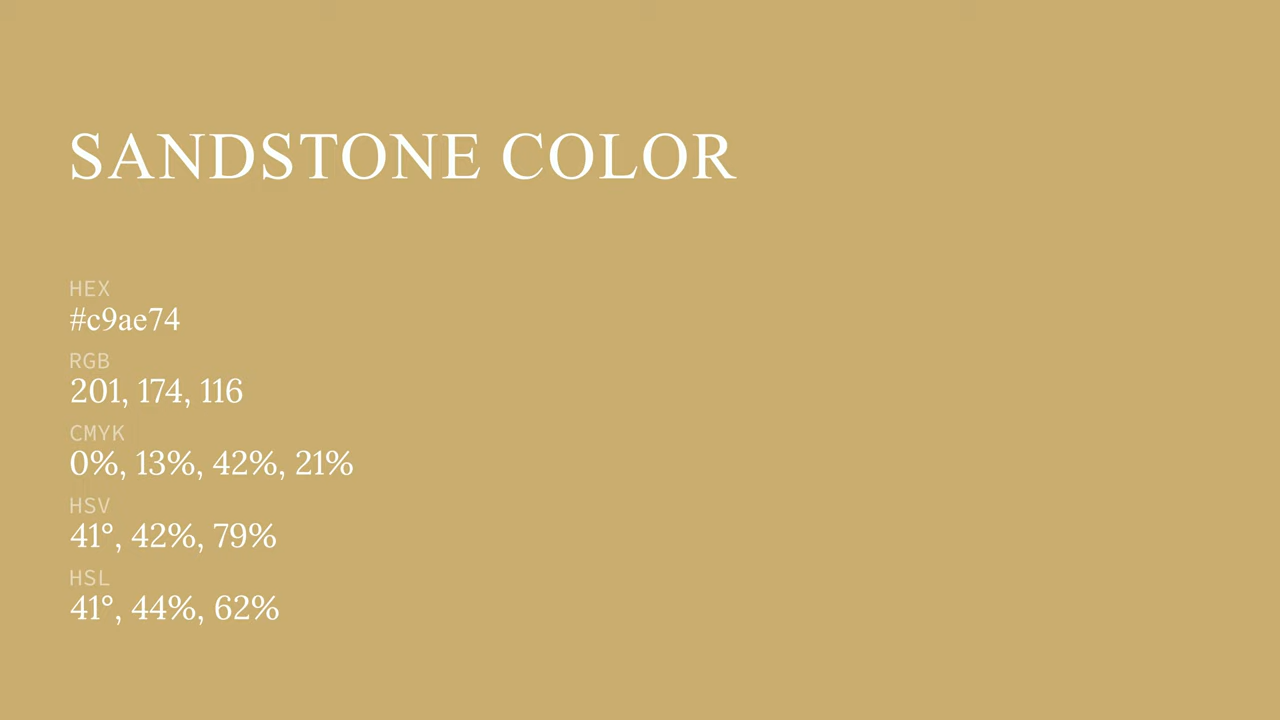 SANDSTONE COLOR
HEX
#c9ae74
RGB
201, 174, 116
CMYK
0%, 13%, 42%, 21%
HSV
41°, 42%, 79%
HSL
41°, 44%, 62%